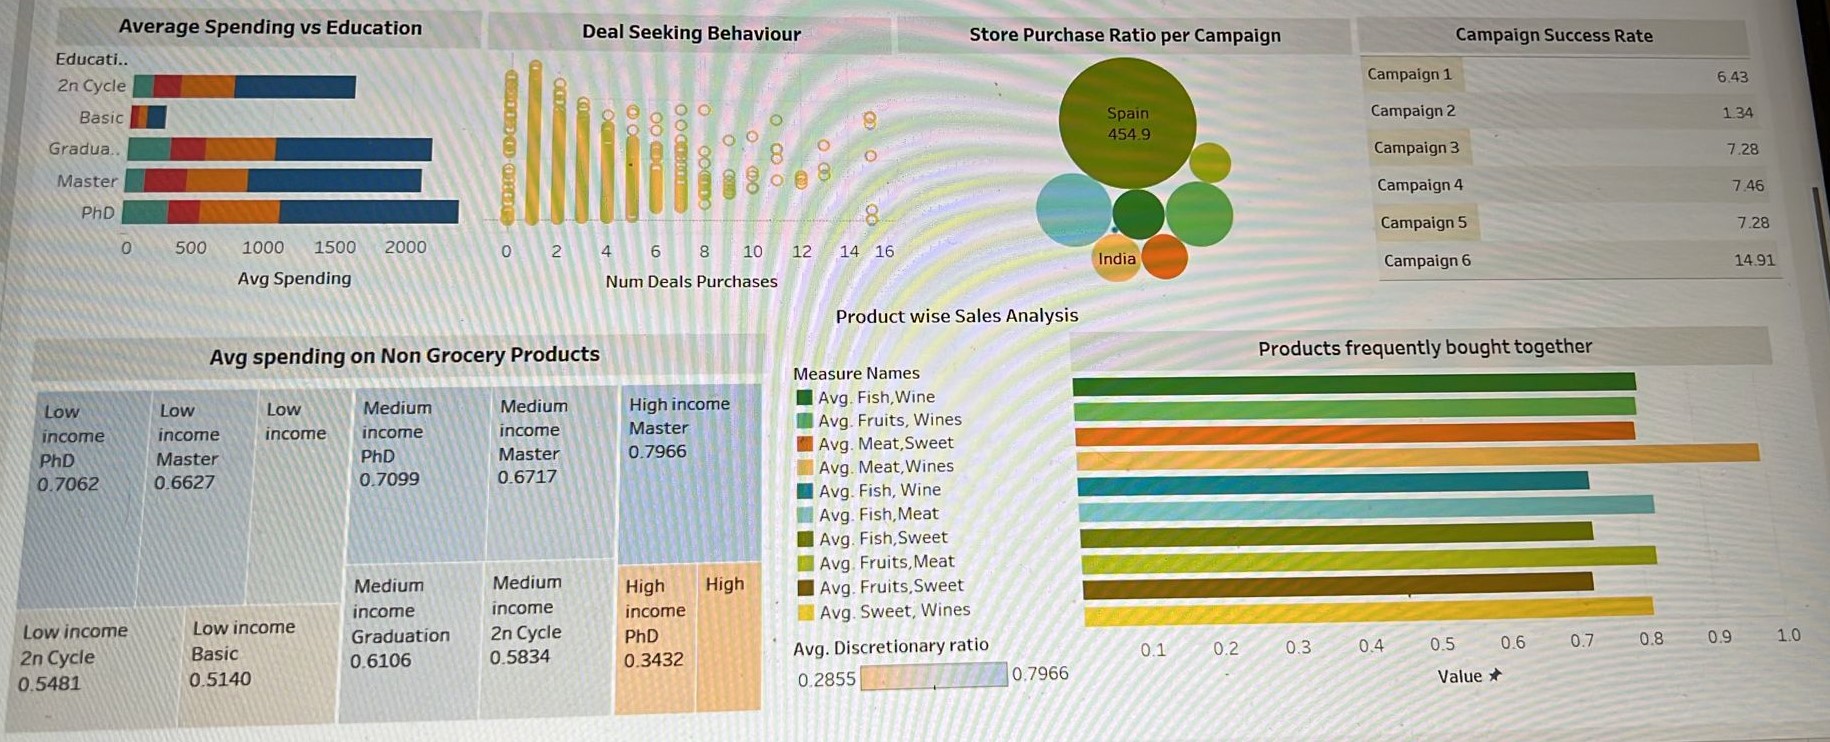 Average Spending vs Education
Educati..
2n Cycle
Basic
Gradua..
Master
PhD
0 500 1000 1500 2000
Avg Spending
Deal Seeking Behaviour
0 2 4 6 8 10 12 14 16
Num Deals Purchases
Store Purchase Ratio per Campaign
Spain
454.9
India
Campaign Success Rate
Campaign 1 6.43
Campaign 2 1.34
Campaign 3 7.28
Campaign 4 7.46
Campaign 5 7.28
Campaign 6 14.91
Product wise Sales Analysis
Avg spending on Non Grocery Products
Low
income
PhD
0.7062
Low
income
Master
0.6627
Low
income
Medium
income
PhD
0.7099
Medium
income
Master
0.6717
High income
Master
0.7966
Low income
2n Cycle
0.5481
Low income
Basic
0.5140
Medium
income
Graduation
0.6106
Medium
income
2n Cycle
0.5834
High
income
PhD
0.3432
High
Measure Names
Avg. Fish,Wine
Avg. Fruits, Wines
Avg. Meat,Sweet
Avg. Meat,Wines
Avg. Fish, Wine
Avg. Fish,Meat
Avg. Fish,Sweet
Avg. Fruits,Meat
Avg. Fruits,Sweet
Avg. Sweet, Wines
Avg. Discretionary ratio
0.2855 0.7966
Products frequently bought together
0.1 0.2 0.3 0.4 0.5 0.6 0.7 0.8 0.9 1.0
Value